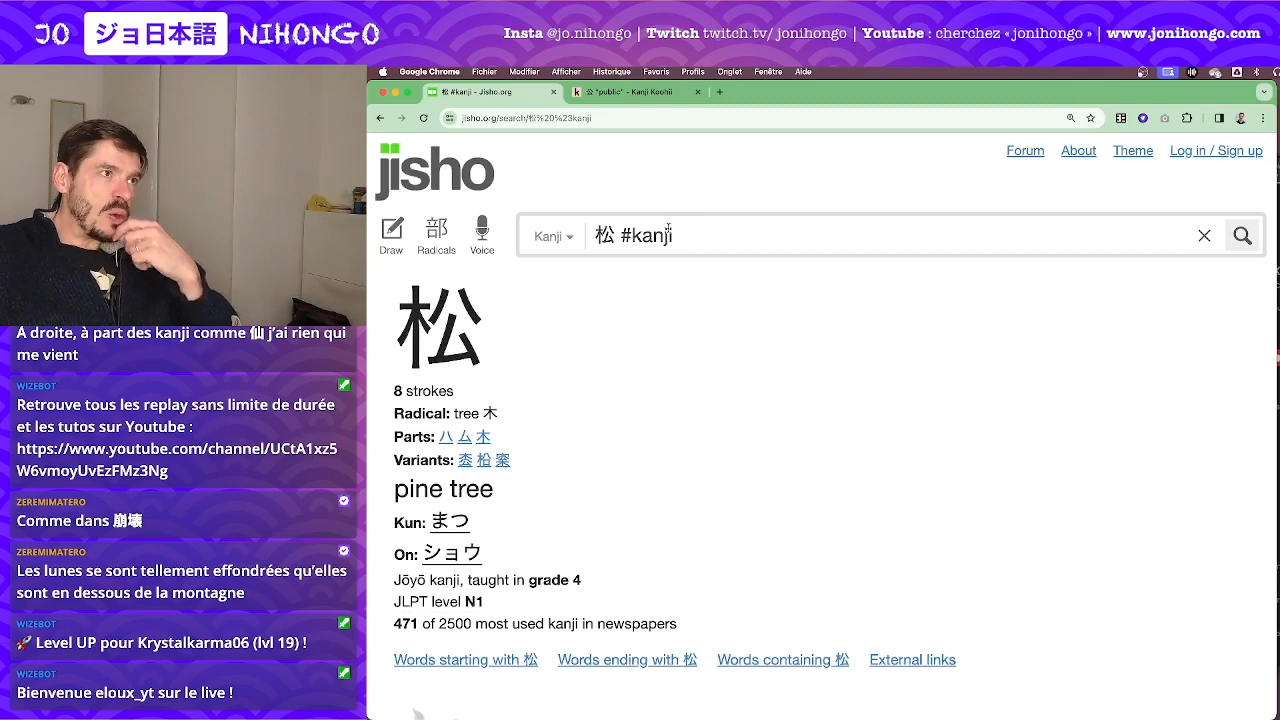 JO ジョ日本語 NIHONGO
Insta @jo.nihongo | Twitch twitch.tv/ jonihongo | Youtube : cherchez « jonihongo » | www.jonihongo.com
Google Chrome Fichier Modifier Afficher Historique Favoris Profils Onglet Fenêtre Aide
松 #kanji - Jisho.org
公 "public" - Kanji Koohii
jisho.org/search/松%20%23kanji
jisho
Forum About Theme Log in / Sign up
Draw Radicals Voice
部
Kanji 松 #kanji
松
8 strokes
Radical: tree 木
Parts: ハ ム 木
Variants: 枩 枀 梥
pine tree
Kun: まつ
On: ショウ
Jōyō kanji, taught in grade 4
JLPT level N1
471 of 2500 most used kanji in newspapers
Words starting with 松 Words ending with 松 Words containing 松 External links
A droite, à part des kanji comme 仙 j'ai rien qui
me vient
WIZEBOT
Retrouve tous les replay sans limite de durée
et les tutos sur Youtube :
https://www.youtube.com/channel/UCtA1xz5
W6vmoyUvEzFMz3Ng
ZEREMIMATERO
Comme dans 崩壊
ZEREMIMATERO
Les lunes se sont tellement effondrées qu'elles
sont en dessous de la montagne
WIZEBOT
🚀 Level UP pour Krystalkarma06 (lvl 19) !
WIZEBOT
Bienvenue eloux_yt sur le live !